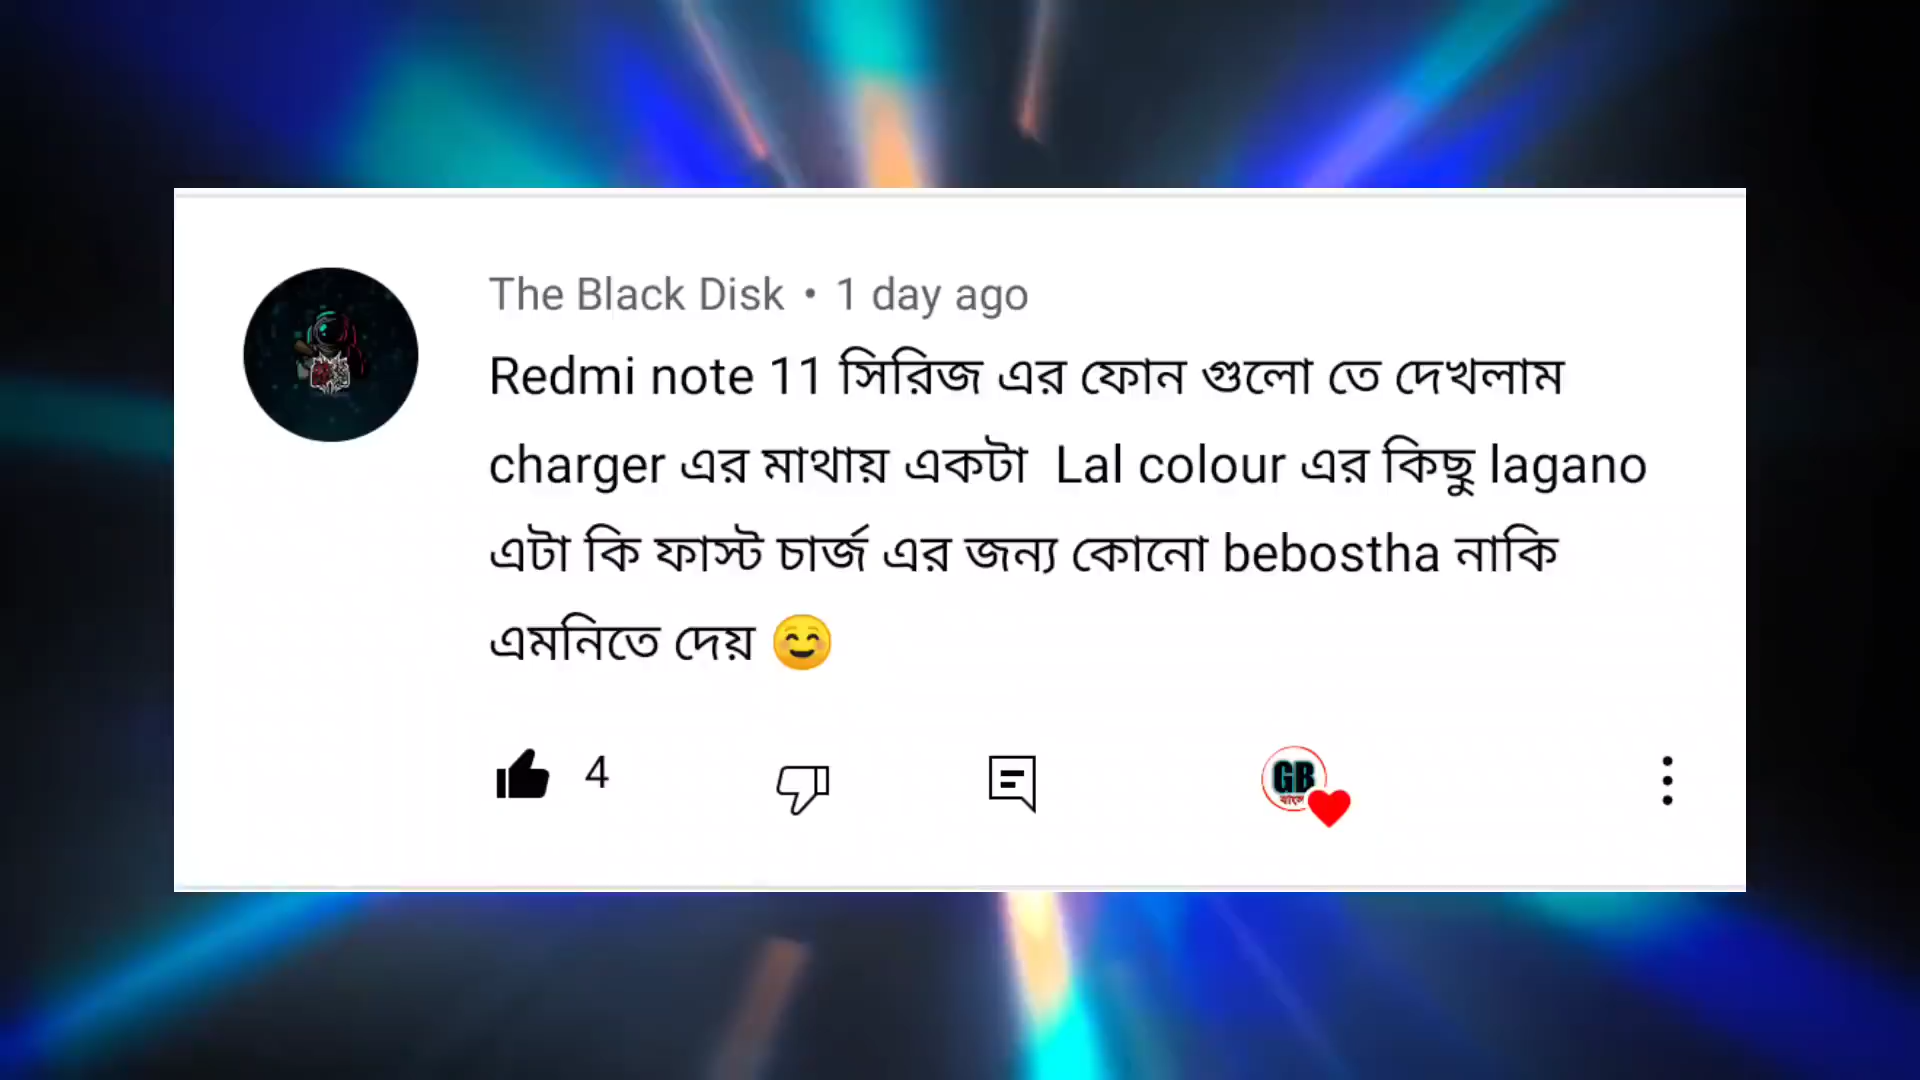 The Black Disk • 1 day ago
Redmi note 11 সিরিজ এর ফোন গুলো তে দেখলাম
charger এর মাথায় একটা Lal colour এর কিছু lagano
এটা কি ফাস্ট চার্জ এর জন্য কোনো bebostha নাকি
এমনিতে দেয় 😊
4
GB
বাংলা